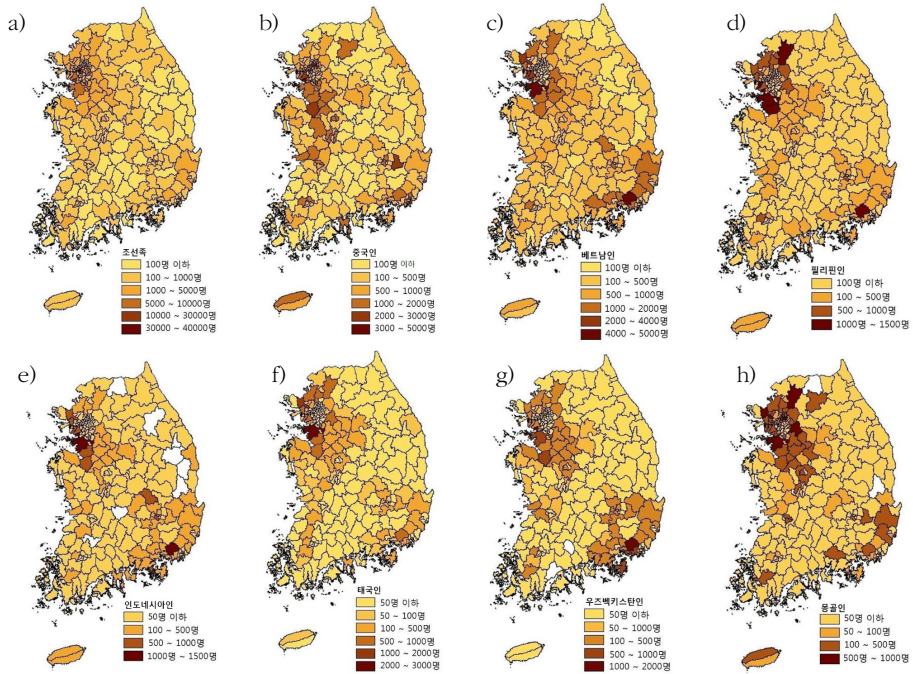 a)
b)
c)
d)
조선족
100명 이하
100 ~ 1000명
1000 ~ 5000명
5000 ~ 10000명
10000 ~ 30000명
30000 ~ 40000명
중국인
100명 이하
100 ~ 500명
500 ~ 1000명
1000 ~ 2000명
2000 ~ 3000명
3000 ~ 5000명
베트남인
100명 이하
100 ~ 500명
500 ~ 1000명
1000 ~ 2000명
2000 ~ 4000명
4000 ~ 5000명
필리핀인
100명 이하
100 ~ 500명
500 ~ 1000명
1000명 ~ 1500명
e)
f)
g)
h)
인도네시아인
50명 이하
100 ~ 500명
500 ~ 1000명
1000명 ~ 1500명
태국인
50명 이하
50 ~ 100명
100 ~ 500명
500 ~ 1000명
1000 ~ 2000명
2000 ~ 3000명
우즈베키스탄인
50명 이하
50 ~ 1000명
100 ~ 500명
500 ~ 1000명
1000 ~ 2000명
몽골인
50명 이하
50 ~ 100명
100 ~ 500명
500명 ~ 1000명